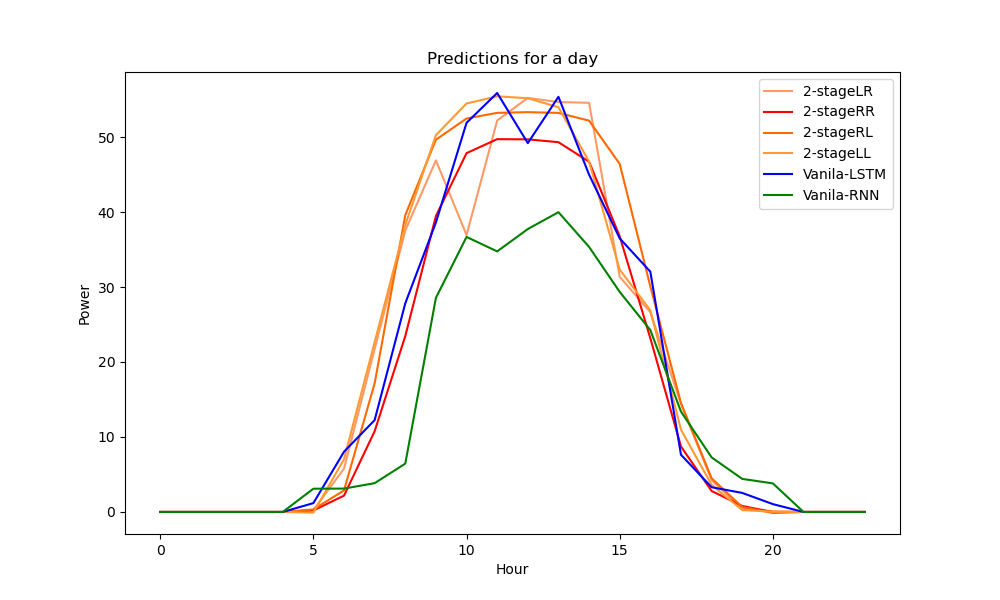 Predictions for a day
2-stageLR
2-stageRR
2-stageRL
2-stageLL
Vanila-LSTM
Vanila-RNN
Power
50
40
30
20
10
0
0 5 10 15 20
Hour